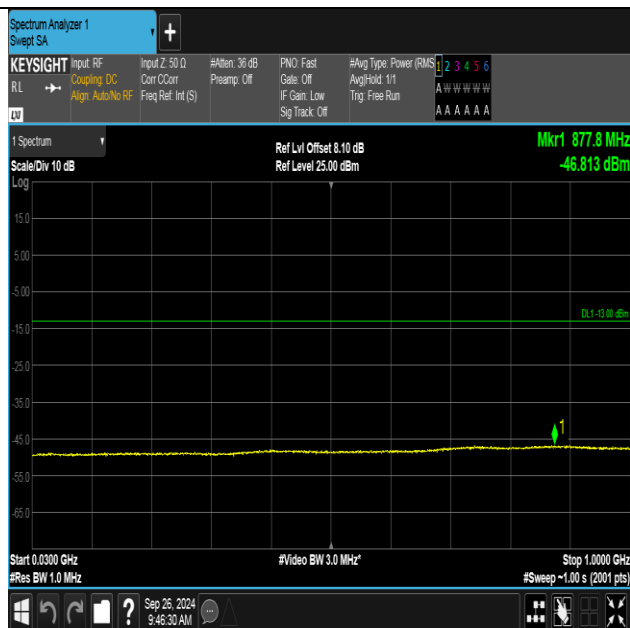 Spectrum Analyzer 1
Swept SA
+
KEYSIGHT
RL
LXI
Input: RF
Coupling: DC
Align: Auto/No RF
Input Z: 50 Ω
Corr CCorr
Freq Ref: Int (S)
#Atten: 36 dB
Preamp: Off
PNO: Fast
Gate: Off
IF Gain: Low
Sig Track: Off
#Avg Type: Power (RMS
Avg|Hold: 1/1
Trig: Free Run
1 2 3 4 5 6
A W W W W W
A A A A A A
1 Spectrum
Scale/Div 10 dB
Log
Ref Lvl Offset 8.10 dB
Ref Level 25.00 dBm
Mkr1 877.8 MHz
-46.813 dBm
15.0
5.00
-5.00
DL1 -13.00 dBm
-15.0
-25.0
-35.0
1
-45.0
-55.0
-65.0
Start 0.0300 GHz
#Res BW 1.0 MHz
#Video BW 3.0 MHz*
Stop 1.0000 GHz
#Sweep ~1.00 s (2001 pts)
?
Sep 26, 2024
9:46:30 AM